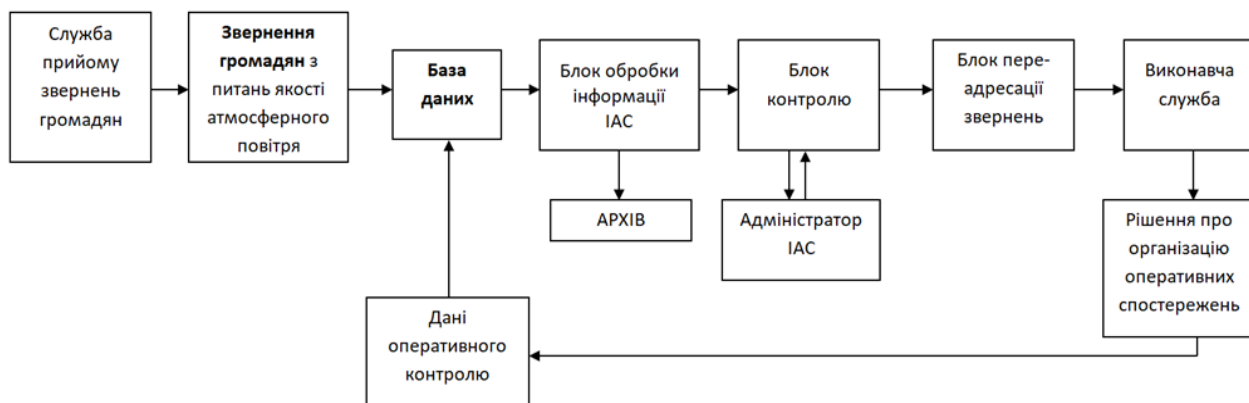 Служба
прийому
звернень
громадян
Звернення
громадян з
питань якості
атмосферного
повітря
База
даних
Блок обробки
інформації
ІАС
Блок
контролю
Блок пере-
адресації
звернень
Виконавча
служба
АРХІВ
Адміністратор
ІАС
Рішення про
організацію
оперативних
спостережень
Дані
оперативного
контролю